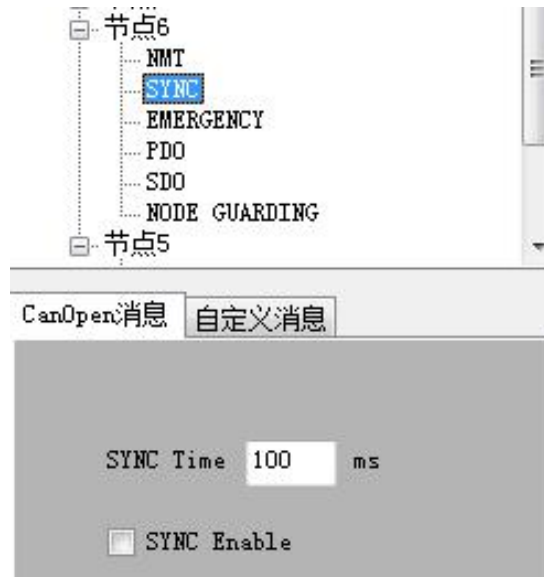 节点6
NMT
SYNC
EMERGENCY
PDO
SDO
NODE GUARDING
节点5
CanOpen消息 自定义消息
SYNC Time 100 ms
SYNC Enable